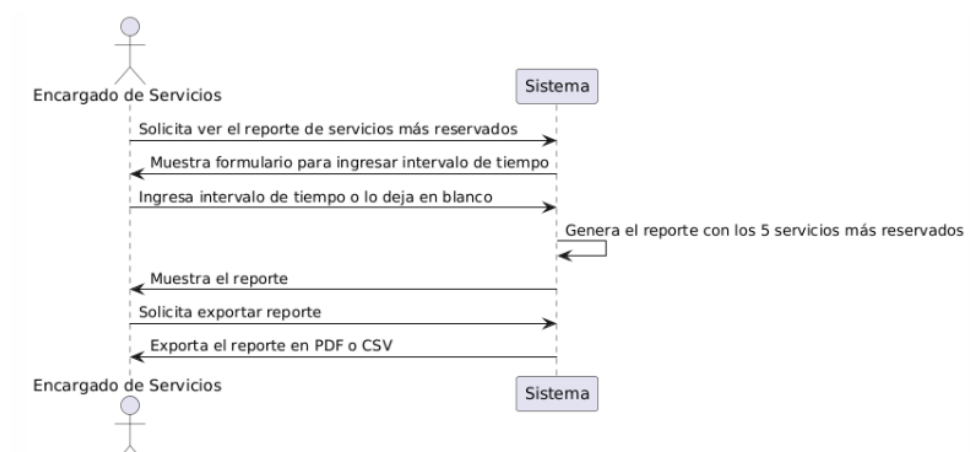 Encargado de Servicios
Sistema
Solicita ver el reporte de servicios más reservados
Muestra formulario para ingresar intervalo de tiempo
Ingresa intervalo de tiempo o lo deja en blanco
Genera el reporte con los 5 servicios más reservados
Muestra el reporte
Solicita exportar reporte
Exporta el reporte en PDF o CSV
Encargado de Servicios
Sistema